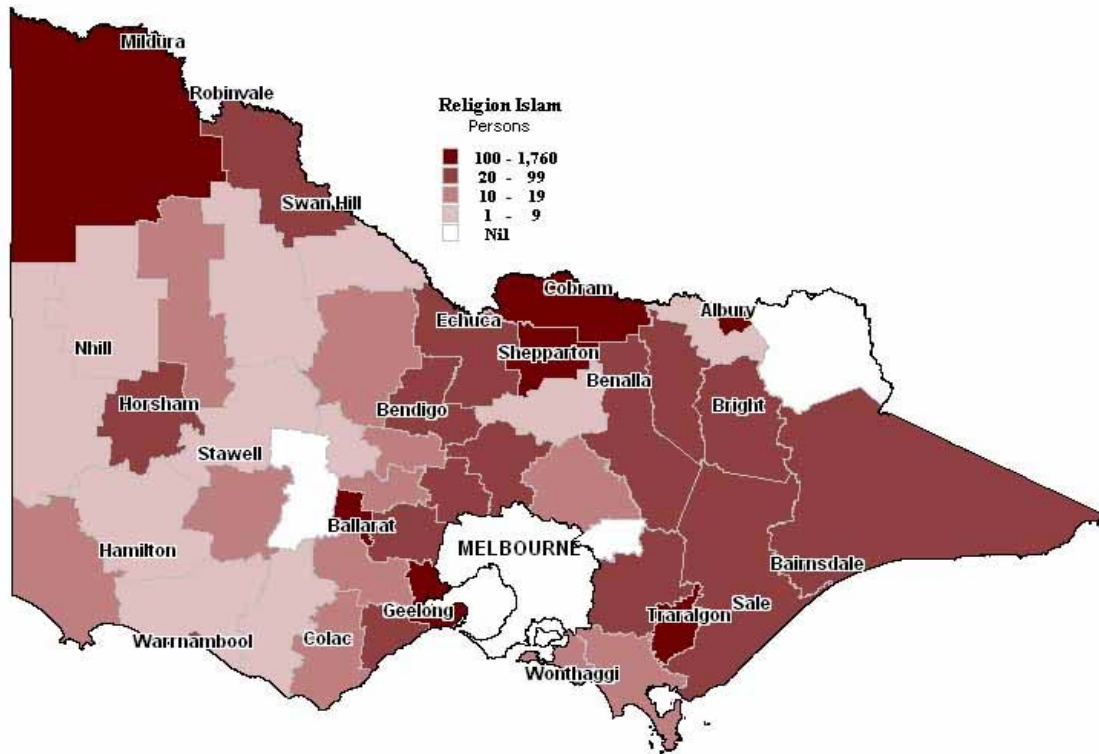 Mildura
Robinvale
Religion Islam
Persons
100 - 1,760
20 - 99
10 - 19
1 - 9
Nil
Swan Hill
Cobram
Albury
Echuca
Nhill
Shepparton
Benalla
Horsham
Bendigo
Bright
Stawell
Ballarat
MELBOURNE
Hamilton
Bairnsdale
Geelong
Traralgon
Sale
Warrnambool
Colac
Wonthaggi